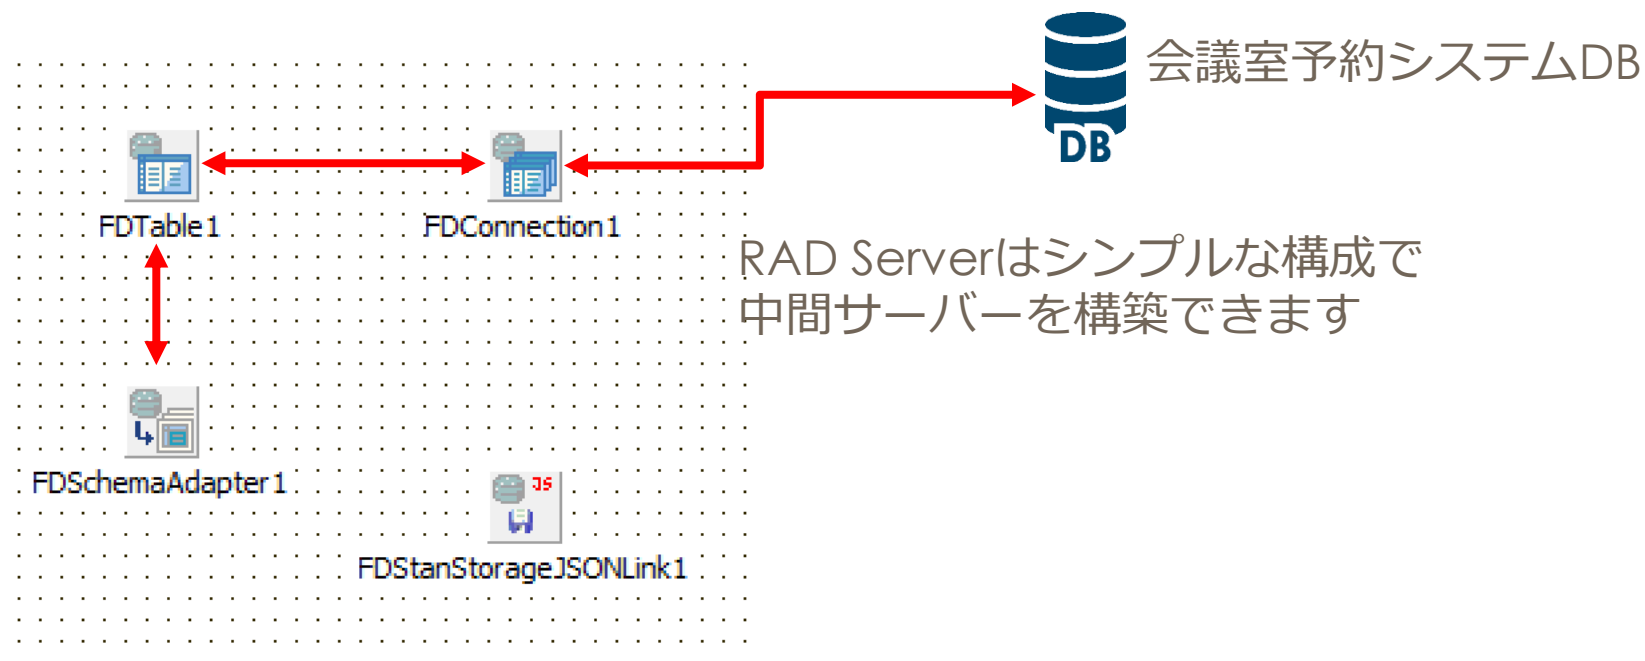 会議室予約システムDB
DB
FDTable1
FDConnection1
RAD Serverはシンプルな構成で
中間サーバーを構築できます
FDSchemaAdapter1
JS
FDStanStorageJSONLink1